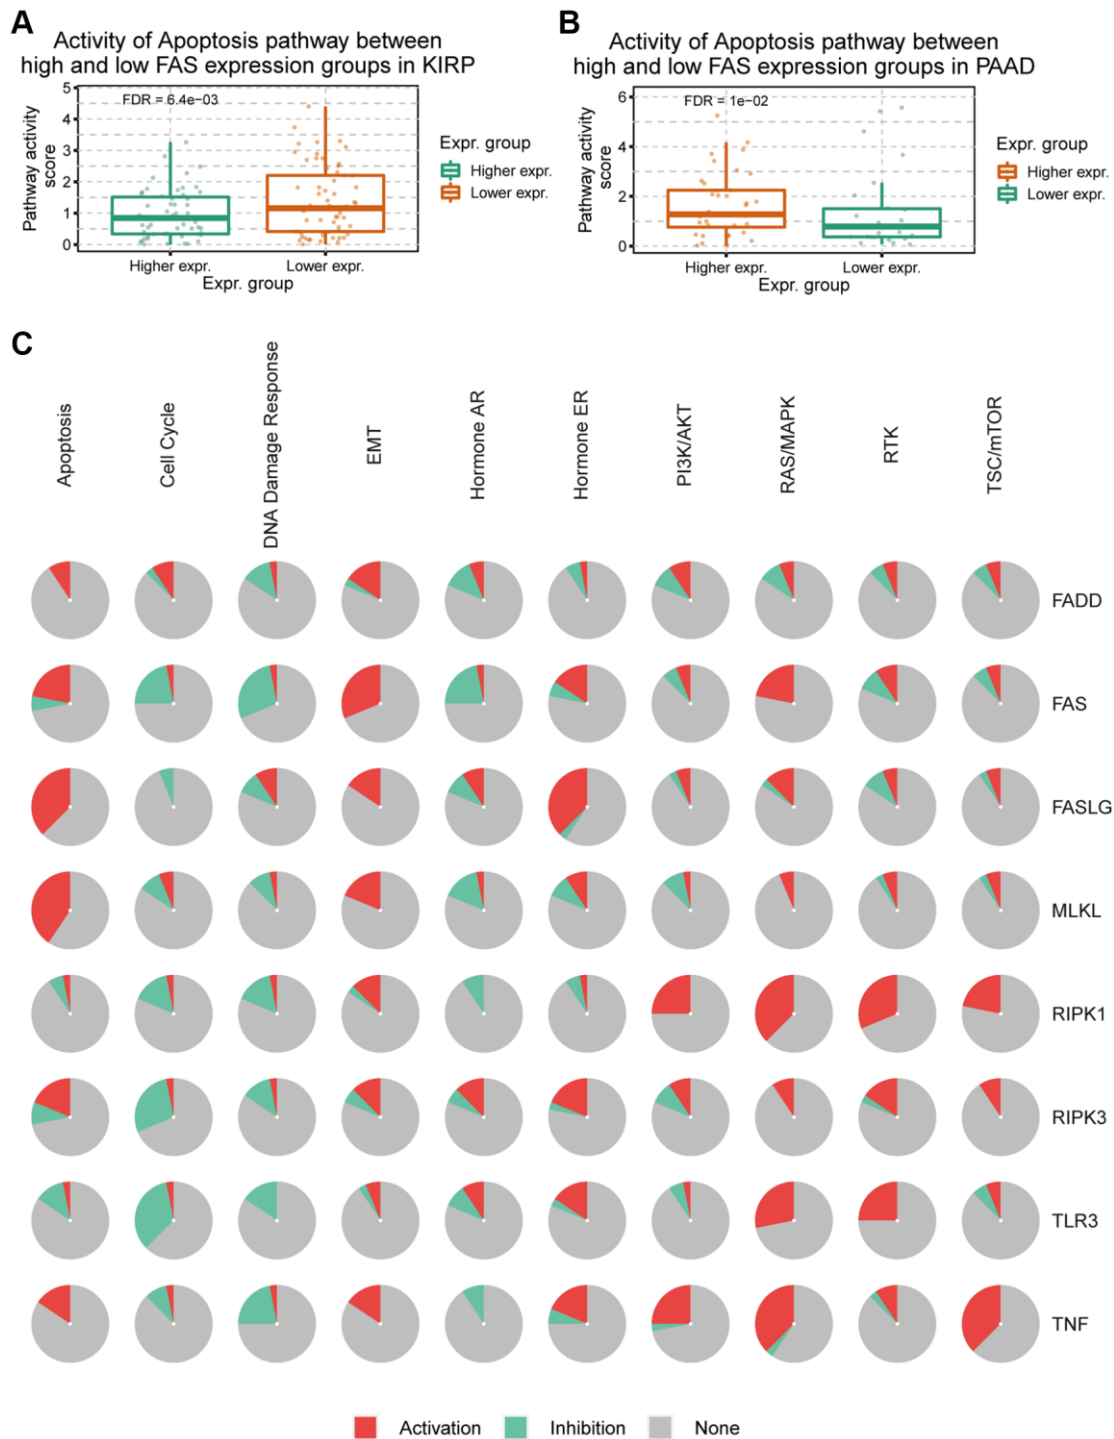 A
Activity of Apoptosis pathway between
high and low FAS expression groups in KIRP
5
4
3
2
1
0
FDR = 6.4e−03
Pathway activity
score
Higher expr.
Lower expr.
Expr. group
Expr. group
Higher expr.
Lower expr.
B
Activity of Apoptosis pathway between
high and low FAS expression groups in PAAD
6
4
2
0
FDR = 1e−02
Pathway activity
score
Higher expr.
Lower expr.
Expr. group
Expr. group
Higher expr.
Lower expr.
C
Apoptosis
Cell Cycle
DNA Damage Response
EMT
Hormone AR
Hormone ER
PI3K/AKT
RAS/MAPK
RTK
TSC/mTOR
FADD
FAS
FASLG
MLKL
RIPK1
RIPK3
TLR3
TNF
Activation
Inhibition
None